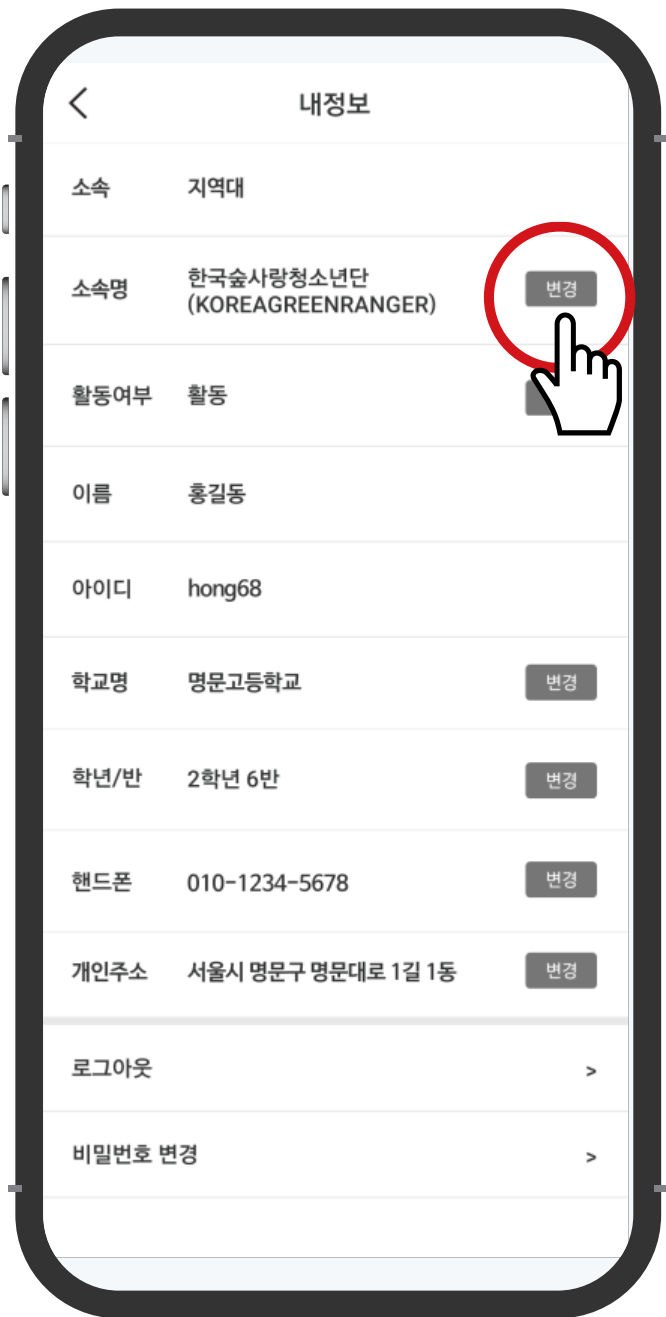 내정보
소속 지역대
소속명 한국숲사랑청소년단
(KOREAGREENRANGER) 변경
활동여부 활동
이름 홍길동
아이디 hong68
학교명 명문고등학교 변경
학년/반 2학년 6반 변경
핸드폰 010-1234-5678 변경
개인주소 서울시 명문구 명문대로 1길 1동 변경
로그아웃 >
비밀번호 변경 >